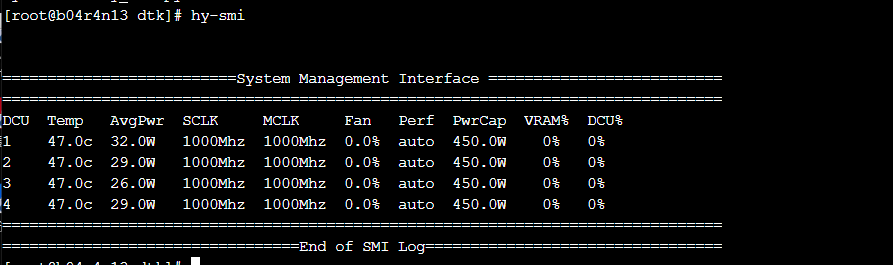 [root@b04r4n13 dtk]# hy-smi
===========================System Management Interface ==========================
================================================================================
DCU Temp AvgPwr SCLK MCLK Fan Perf PwrCap VRAM% DCU%
1 47.0c 32.0W 1000Mhz 1000Mhz 0.0% auto 450.0W 0% 0%
2 47.0c 29.0W 1000Mhz 1000Mhz 0.0% auto 450.0W 0% 0%
3 47.0c 26.0W 1000Mhz 1000Mhz 0.0% auto 450.0W 0% 0%
4 47.0c 29.0W 1000Mhz 1000Mhz 0.0% auto 450.0W 0% 0%
================================================================================
=================================End of SMI Log=================================
[root@b04r4n13 dtk]#